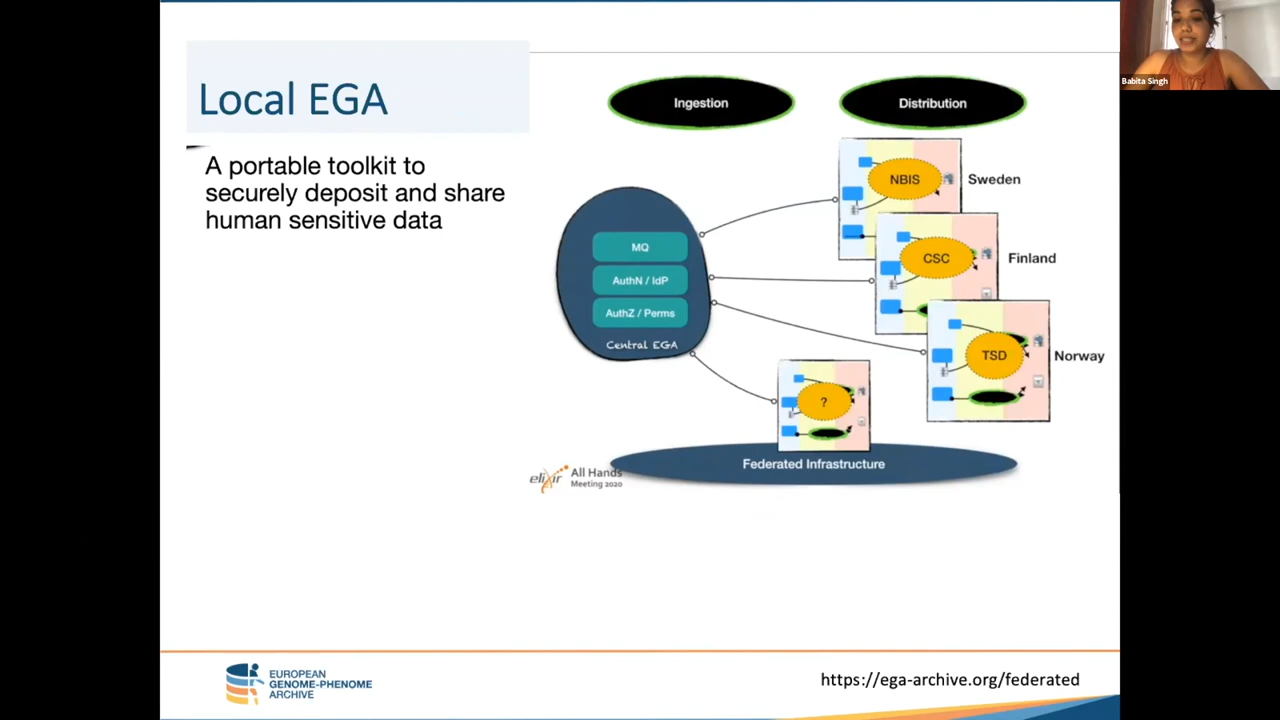 Babita Singh
Local EGA
A portable toolkit to
securely deposit and share
human sensitive data
Ingestion
Distribution
NBIS
Sweden
CSC
Finland
TSD
Norway
MQ
AuthN / IdP
AuthZ / Perms
Central EGA
?
Federated Infrastructure
elixir
All Hands
Meeting 2020
EUROPEAN
GENOME-PHENOME
ARCHIVE
https://ega-archive.org/federated